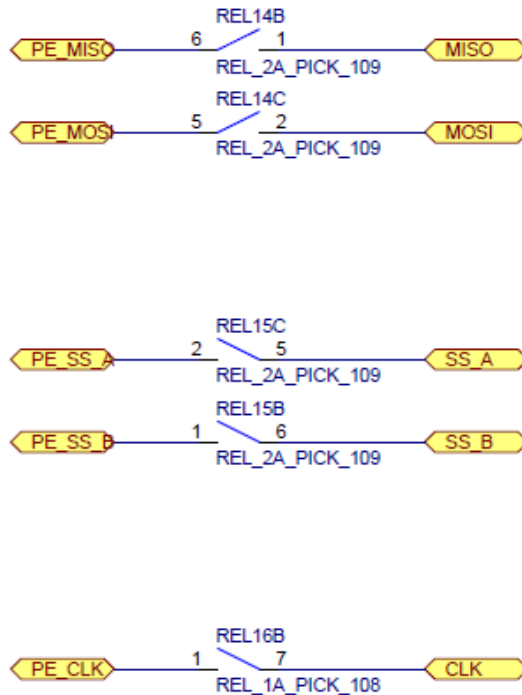 REL14B
PE_MISO 6 1 MISO
REL_2A_PICK_109
REL14C
PE_MOSI 5 2 MOSI
REL_2A_PICK_109
REL15C
PE_SS_A 2 5 SS_A
REL_2A_PICK_109
REL15B
PE_SS_B 1 6 SS_B
REL_2A_PICK_109
REL16B
PE_CLK 1 7 CLK
REL_1A_PICK_108